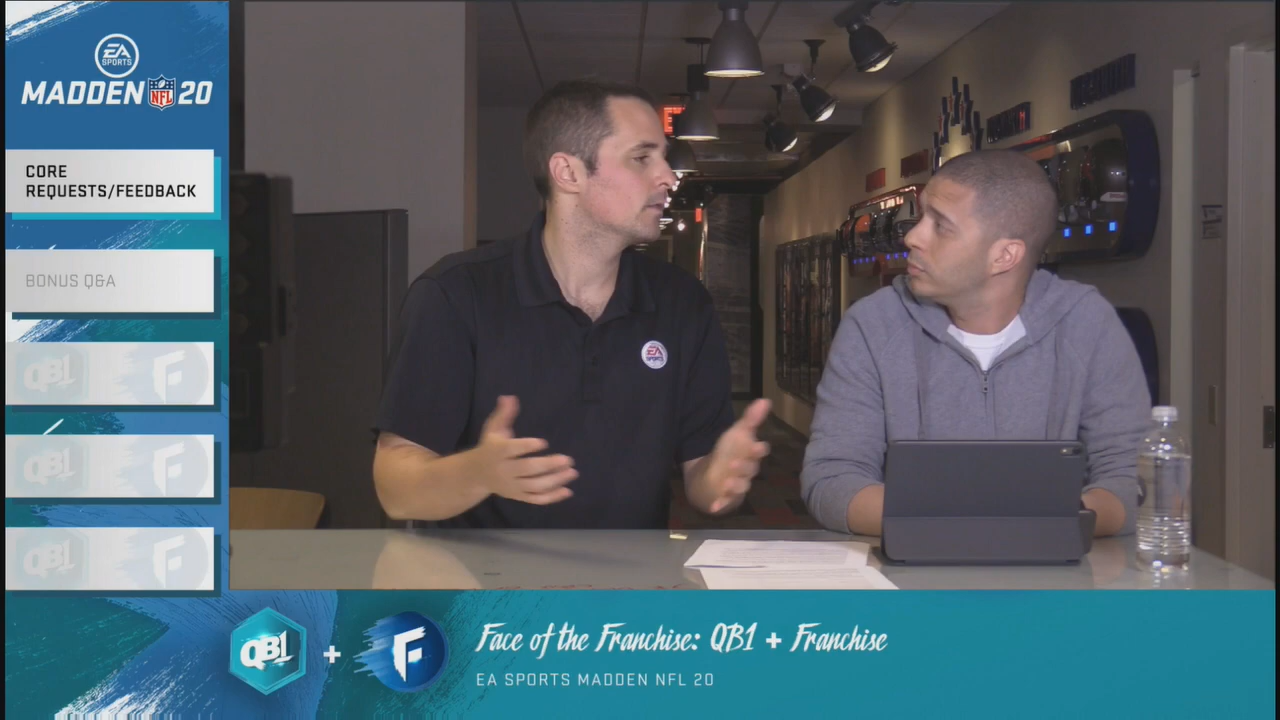 EA
SPORTS
MADDEN NFL 20
CORE
REQUESTS/FEEDBACK
BONUS Q&A
QB1 F
QB1 F
QB1 F
EA
SPORTS
QB1 + F
Face of the Franchise: QB1 + Franchise
EA SPORTS MADDEN NFL 20